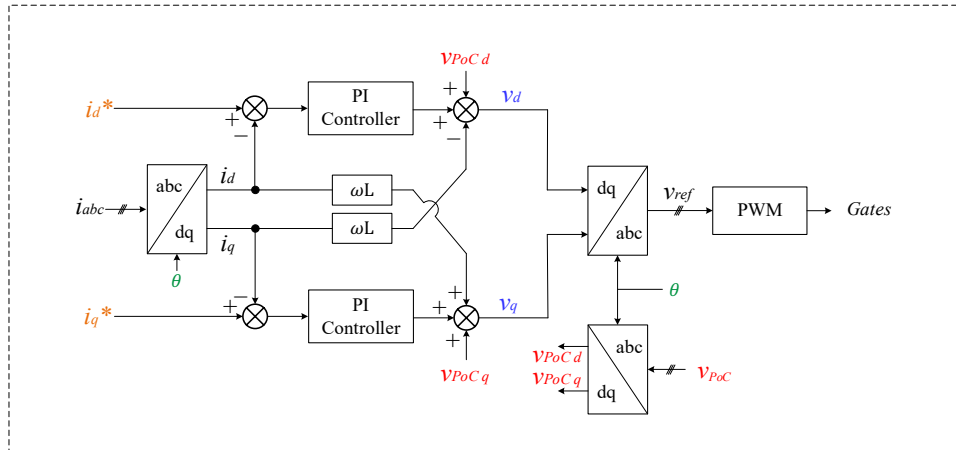 vPoC d
id*
+
−
PI
Controller
+
+
−
vd
iabc
abc
dq
id
iq
θ
ωL
ωL
dq
abc
vref
PWM
Gates
iq*
−
+
PI
Controller
+
+
+
vq
vPoC q
θ
vPoC d
vPoC q
abc
dq
vPoC